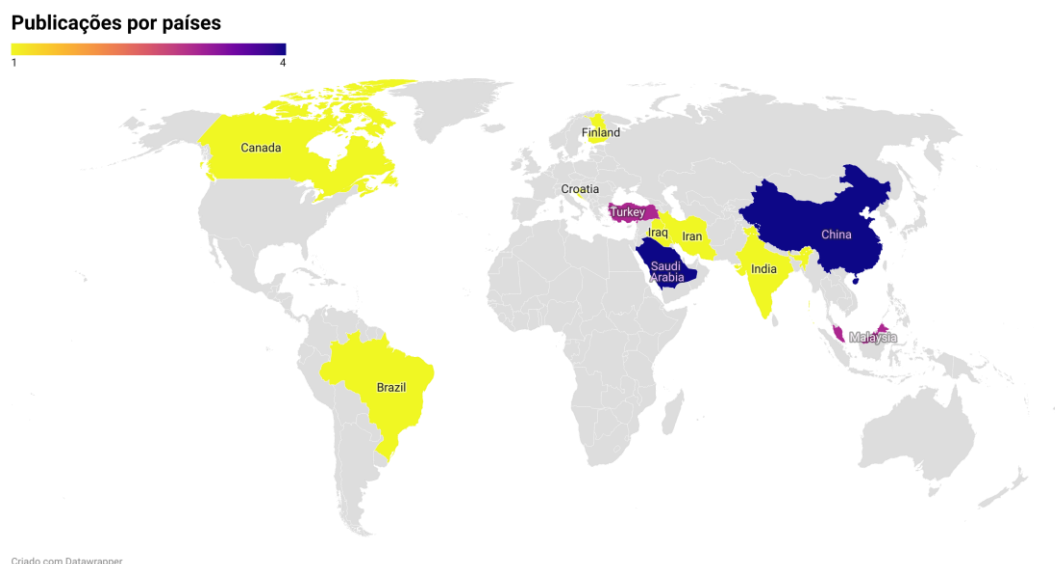 Publicações por países
1 4
Canada
Finland
Croatia
Turkey
Iraq
Iran
China
Saudi
Arabia
India
Malaysia
Brazil
Criado com Datawrapper